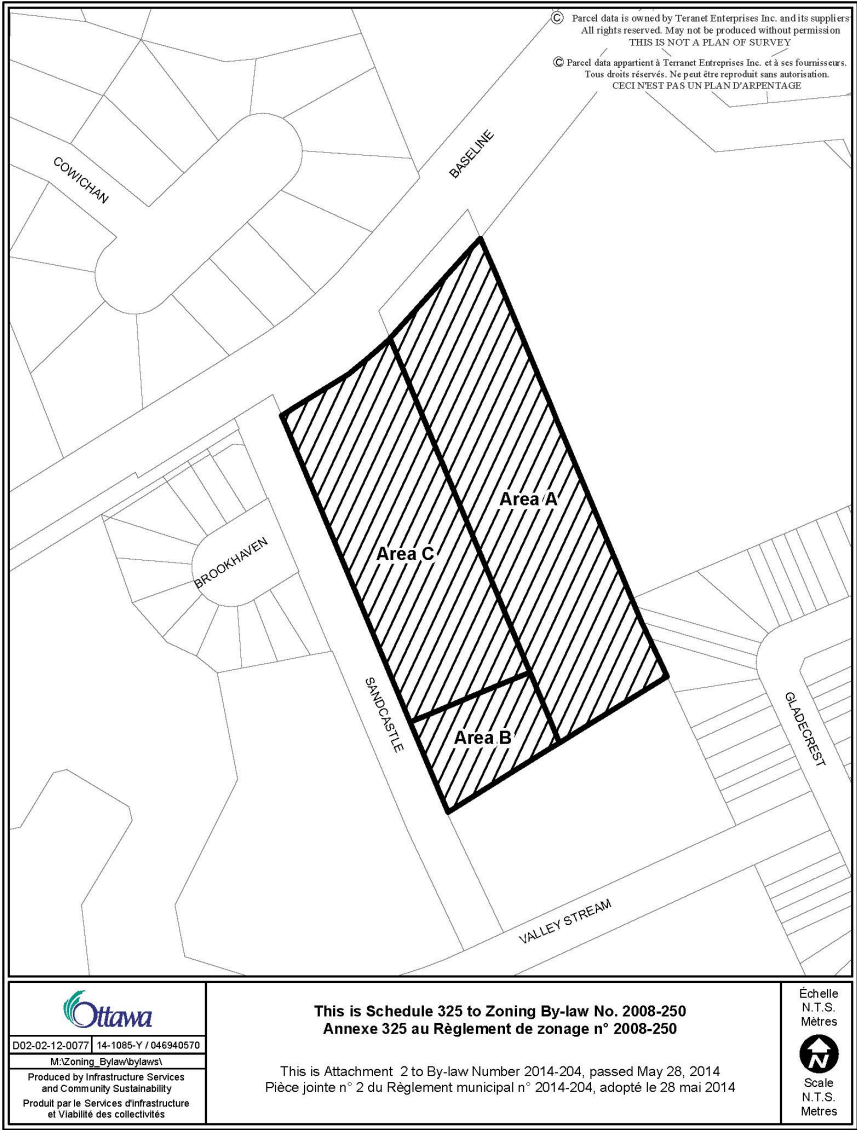 © Parcel data is owned by Teranet Enterprises Inc. and its suppliers
All rights reserved. May not be produced without permission
THIS IS NOT A PLAN OF SURVEY
© Parcel data appartient à Terranet Entreprises Inc. et à ses fournisseurs.
Tous droits réservés. Ne peut être reproduit sans autorisation.
CECI N'EST PAS UN PLAN D'ARPENTAGE
COWICHAN
BASELINE
Area A
Area C
BROOKHAVEN
SANDCASTLE
Area B
GLADECREST
VALLEY STREAM
Ottawa
D02-02-12-0077 14-1085-Y / 046940570
M:\Zoning_Bylaw\bylaws\
Produced by Infrastructure Services
and Community Sustainability
Produit par le Services d'infrastructure
et Viabilité des collectivités
This is Schedule 325 to Zoning By-law No. 2008-250
Annexe 325 au Règlement de zonage n° 2008-250
This is Attachment 2 to By-law Number 2014-204, passed May 28, 2014
Pièce jointe n° 2 du Règlement municipal n° 2014-204, adopté le 28 mai 2014
Échelle
N.T.S.
Mètres
N
Scale
N.T.S.
Metres